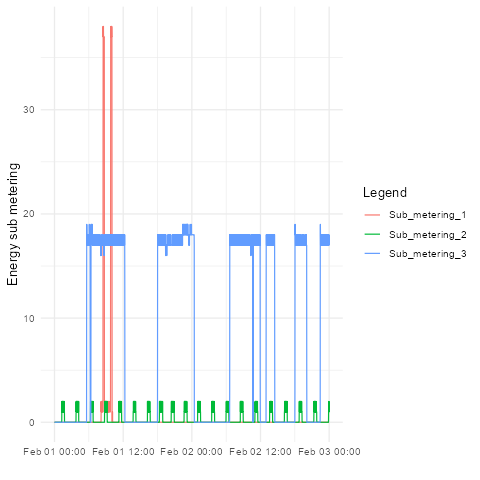 Energy sub metering
30
20
10
0
Feb 01 00:00 Feb 01 12:00 Feb 02 00:00 Feb 02 12:00 Feb 03 00:00
Legend
Sub_metering_1
Sub_metering_2
Sub_metering_3